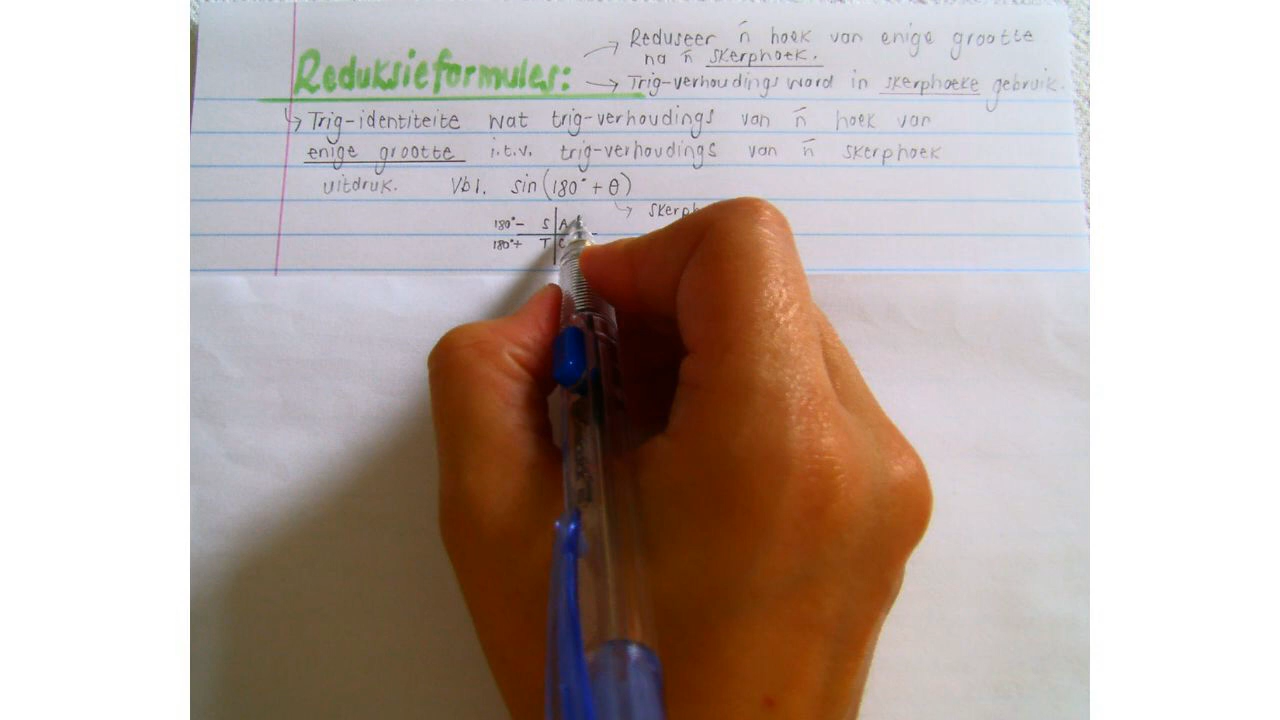 Reduseer n̄ hoek van enige grootte
na n̄ skerphoek.
Reduksieformules:
Trig-verhoudings word in skerphoeke gebruik.
Trig-identiteite wat trig-verhoudings van n̄ hoek van
enige grootte i.t.v. trig-verhoudings van n̄ skerphoek
uitdruk. Vb1. sin(180°+θ)
180°- S A
180°+ T C